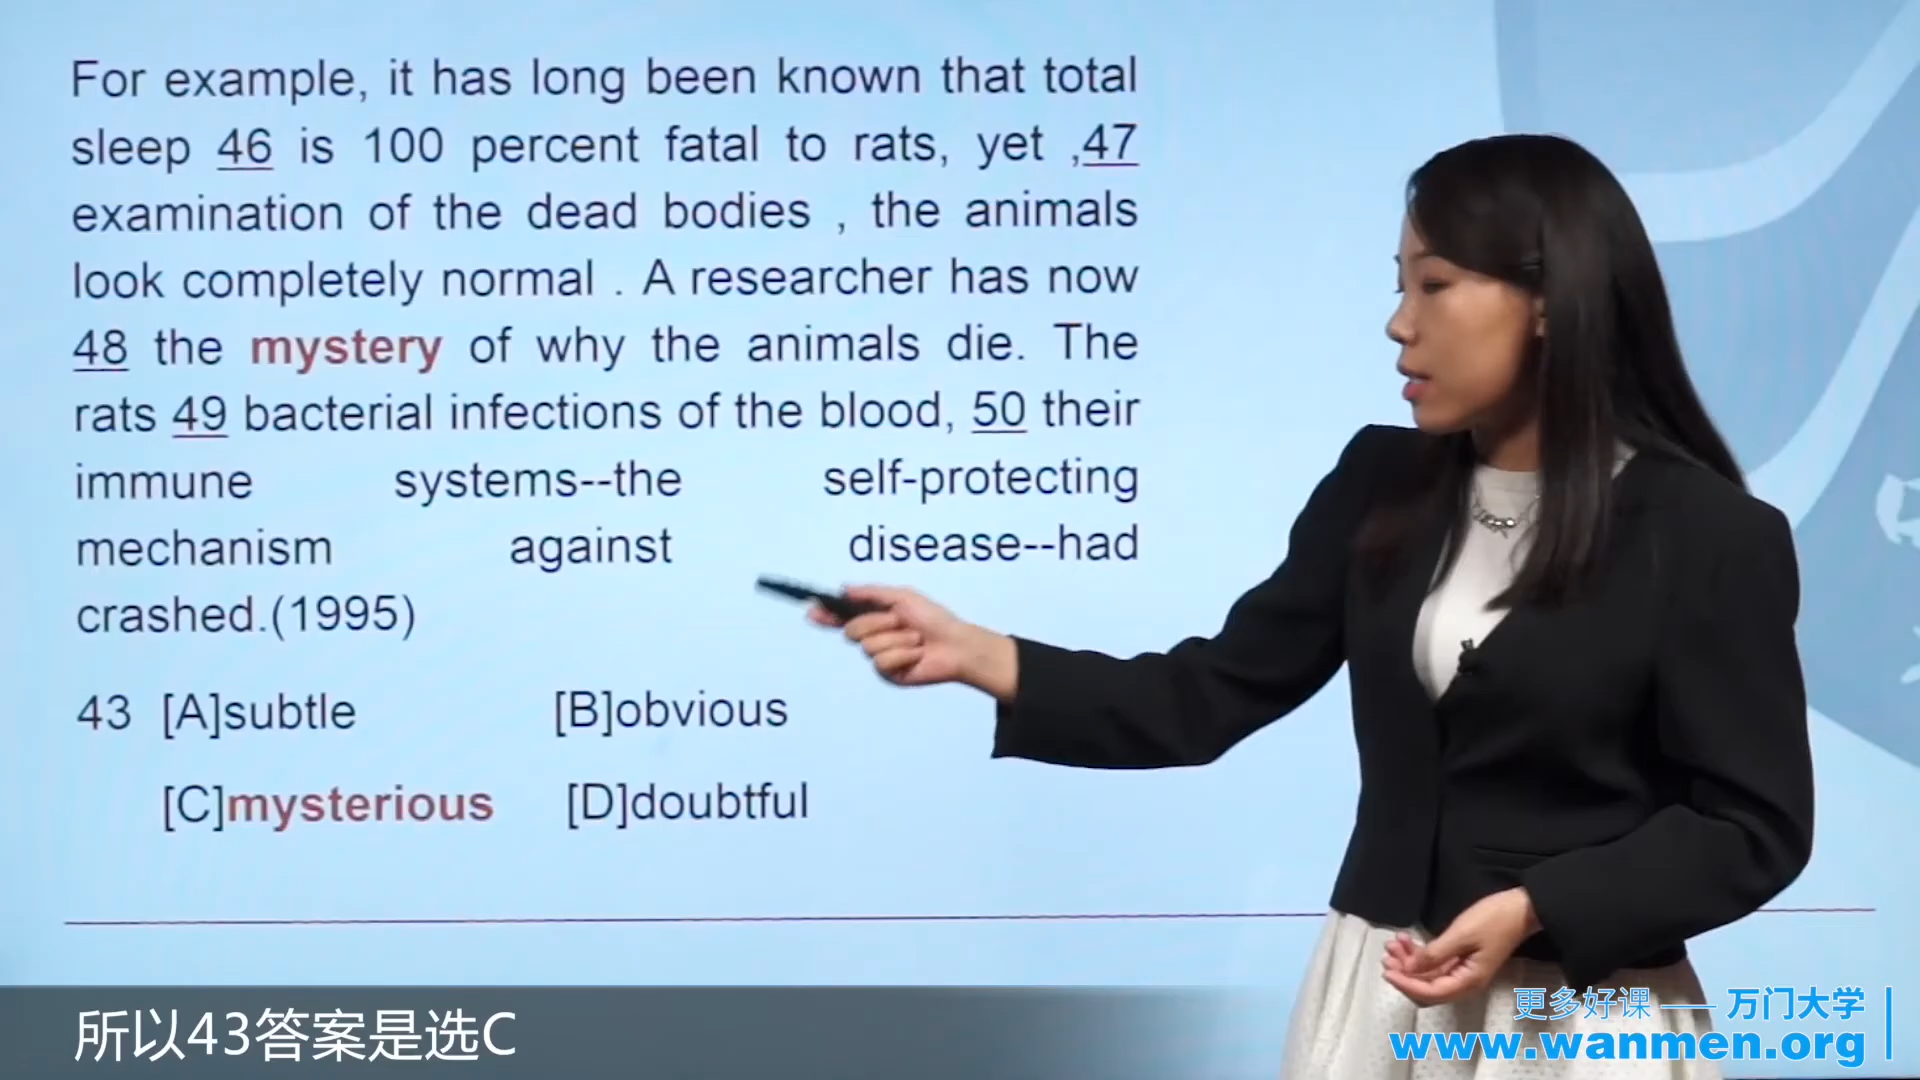 For example, it has long been known that total
sleep 46 is 100 percent fatal to rats, yet ,47
examination of the dead bodies , the animals
look completely normal . A researcher has now
48 the mystery of why the animals die. The
rats 49 bacterial infections of the blood, 50 their
immune systems--the self-protecting
mechanism against disease--had
crashed.(1995)
43 [A]subtle [B]obvious
[C]mysterious [D]doubtful
所以43答案是选C
更多好课 —— 万门大学
www.wanmen.org